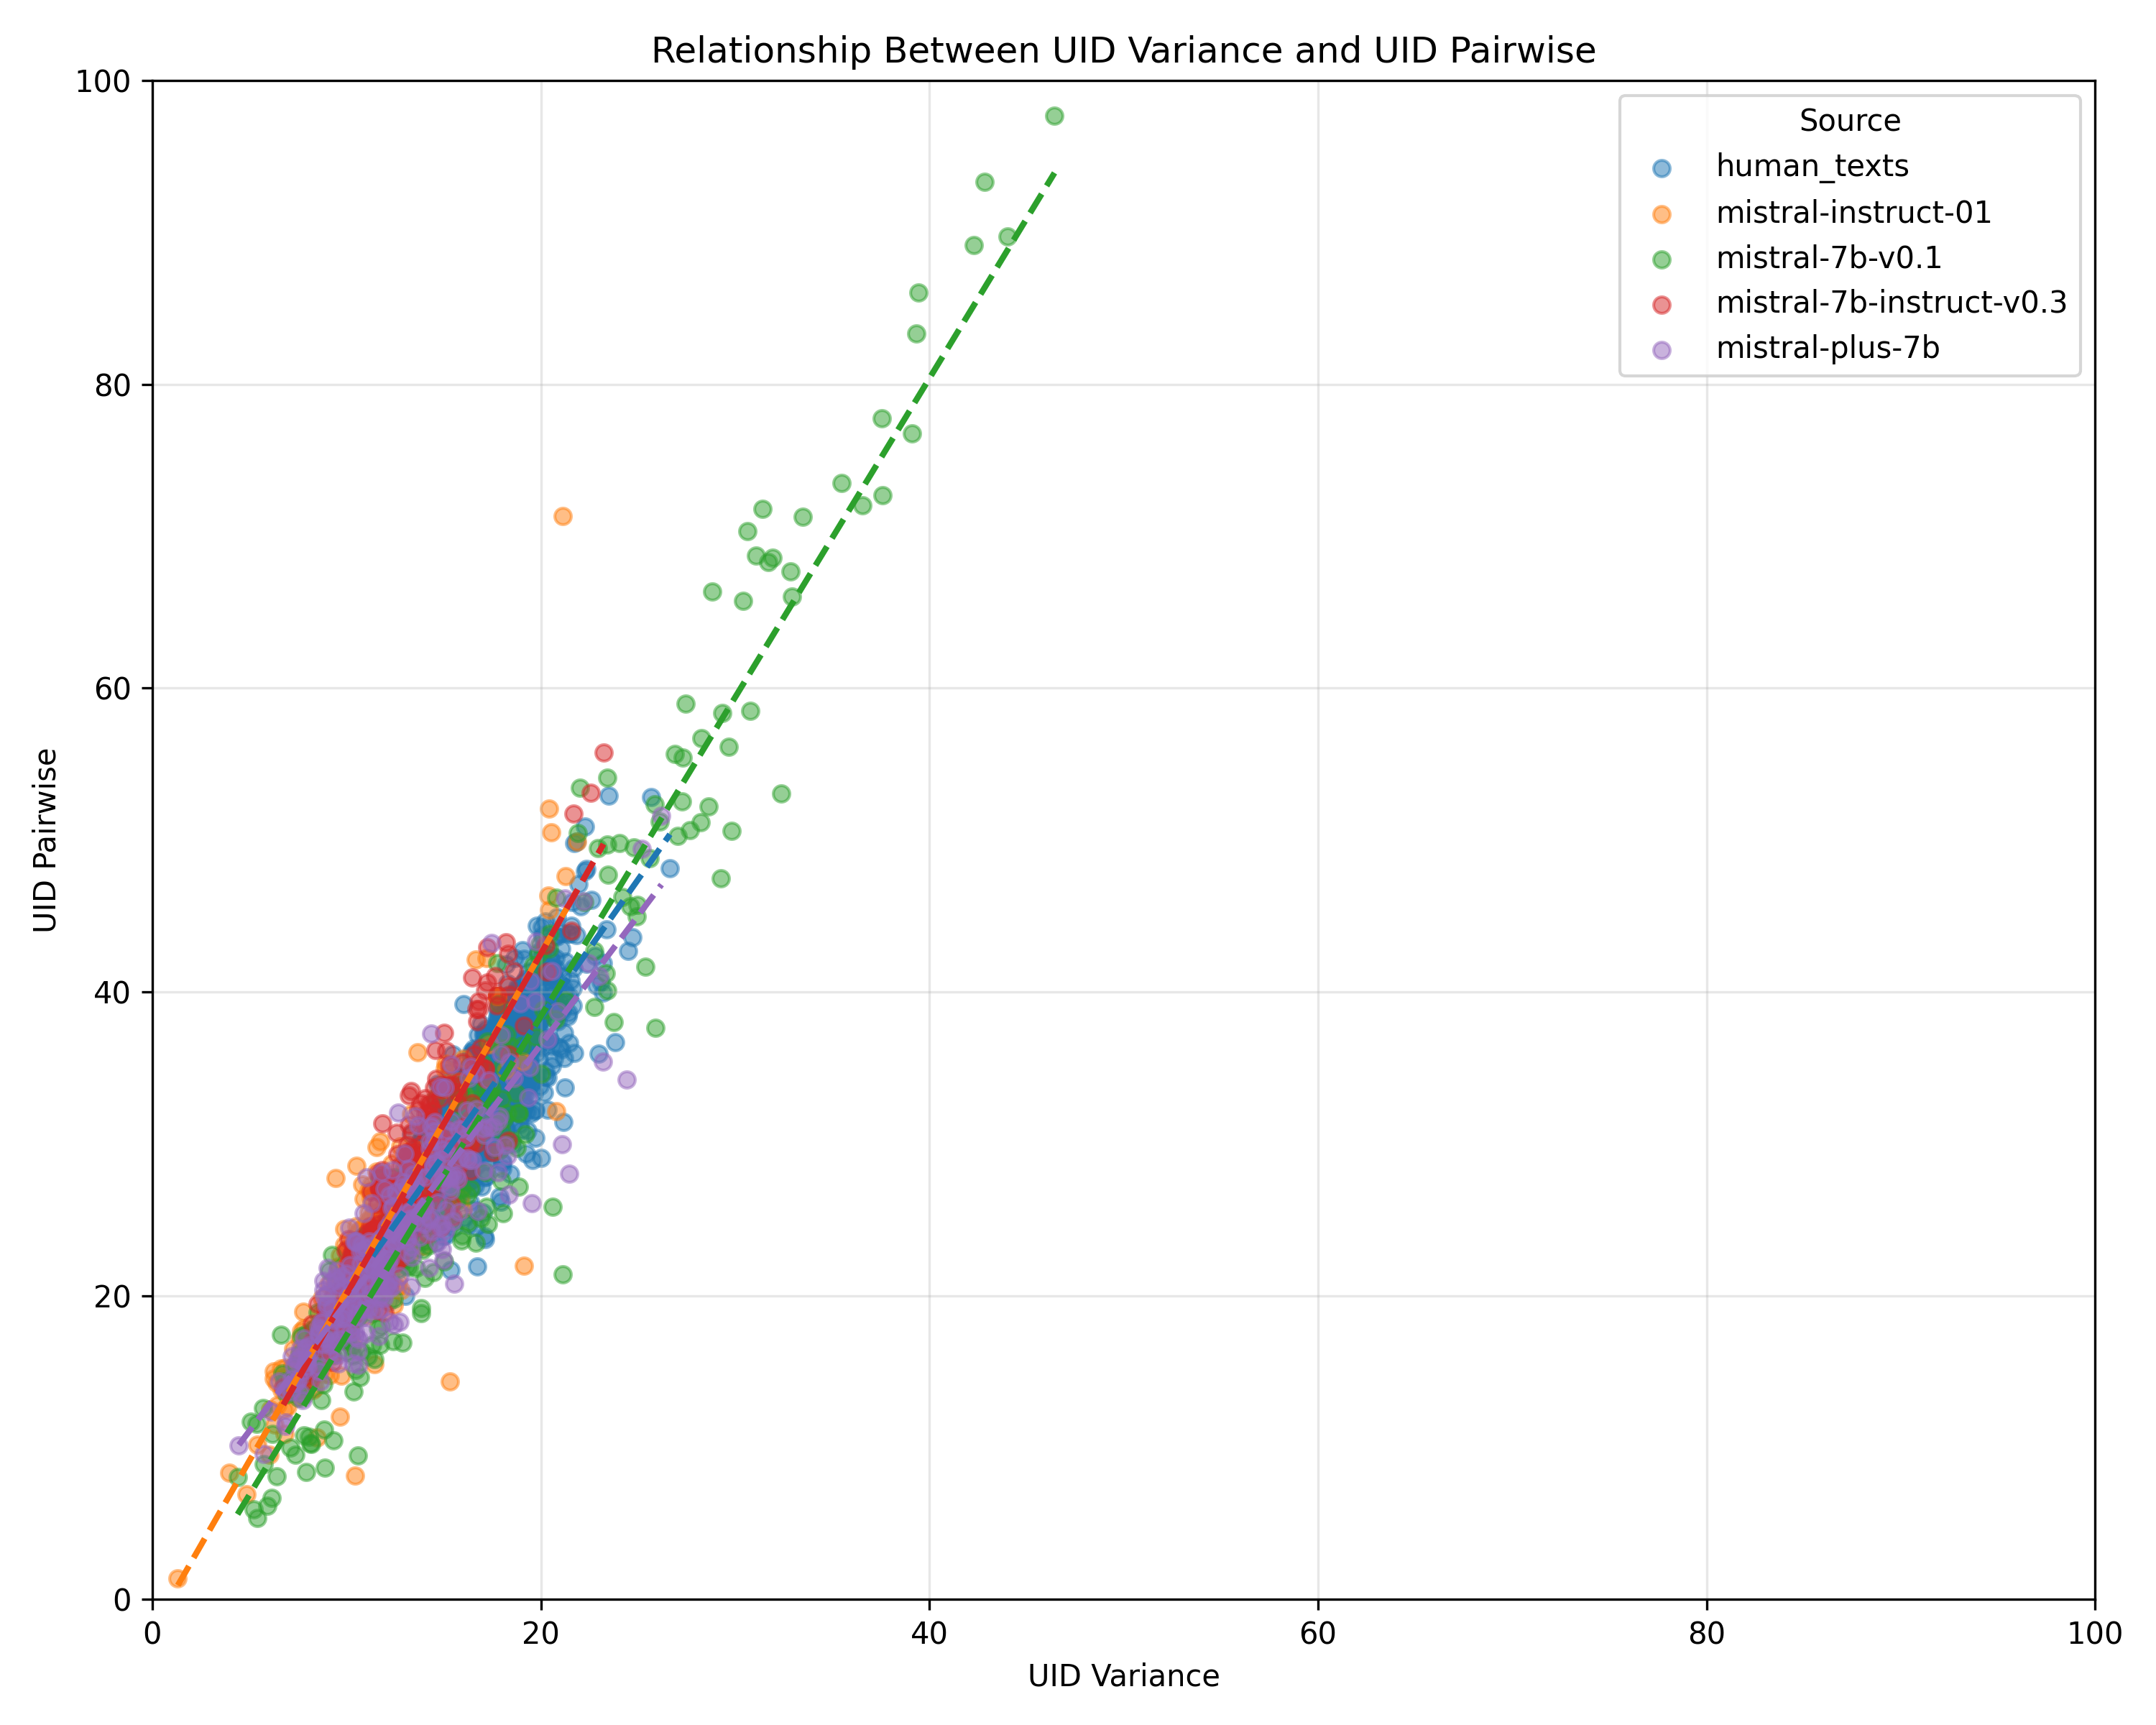 Relationship Between UID Variance and UID Pairwise
100
80
60
40
20
0
UID Pairwise
Source
human_texts
mistral-instruct-01
mistral-7b-v0.1
mistral-7b-instruct-v0.3
mistral-plus-7b
0
20
40
60
80
100
UID Variance